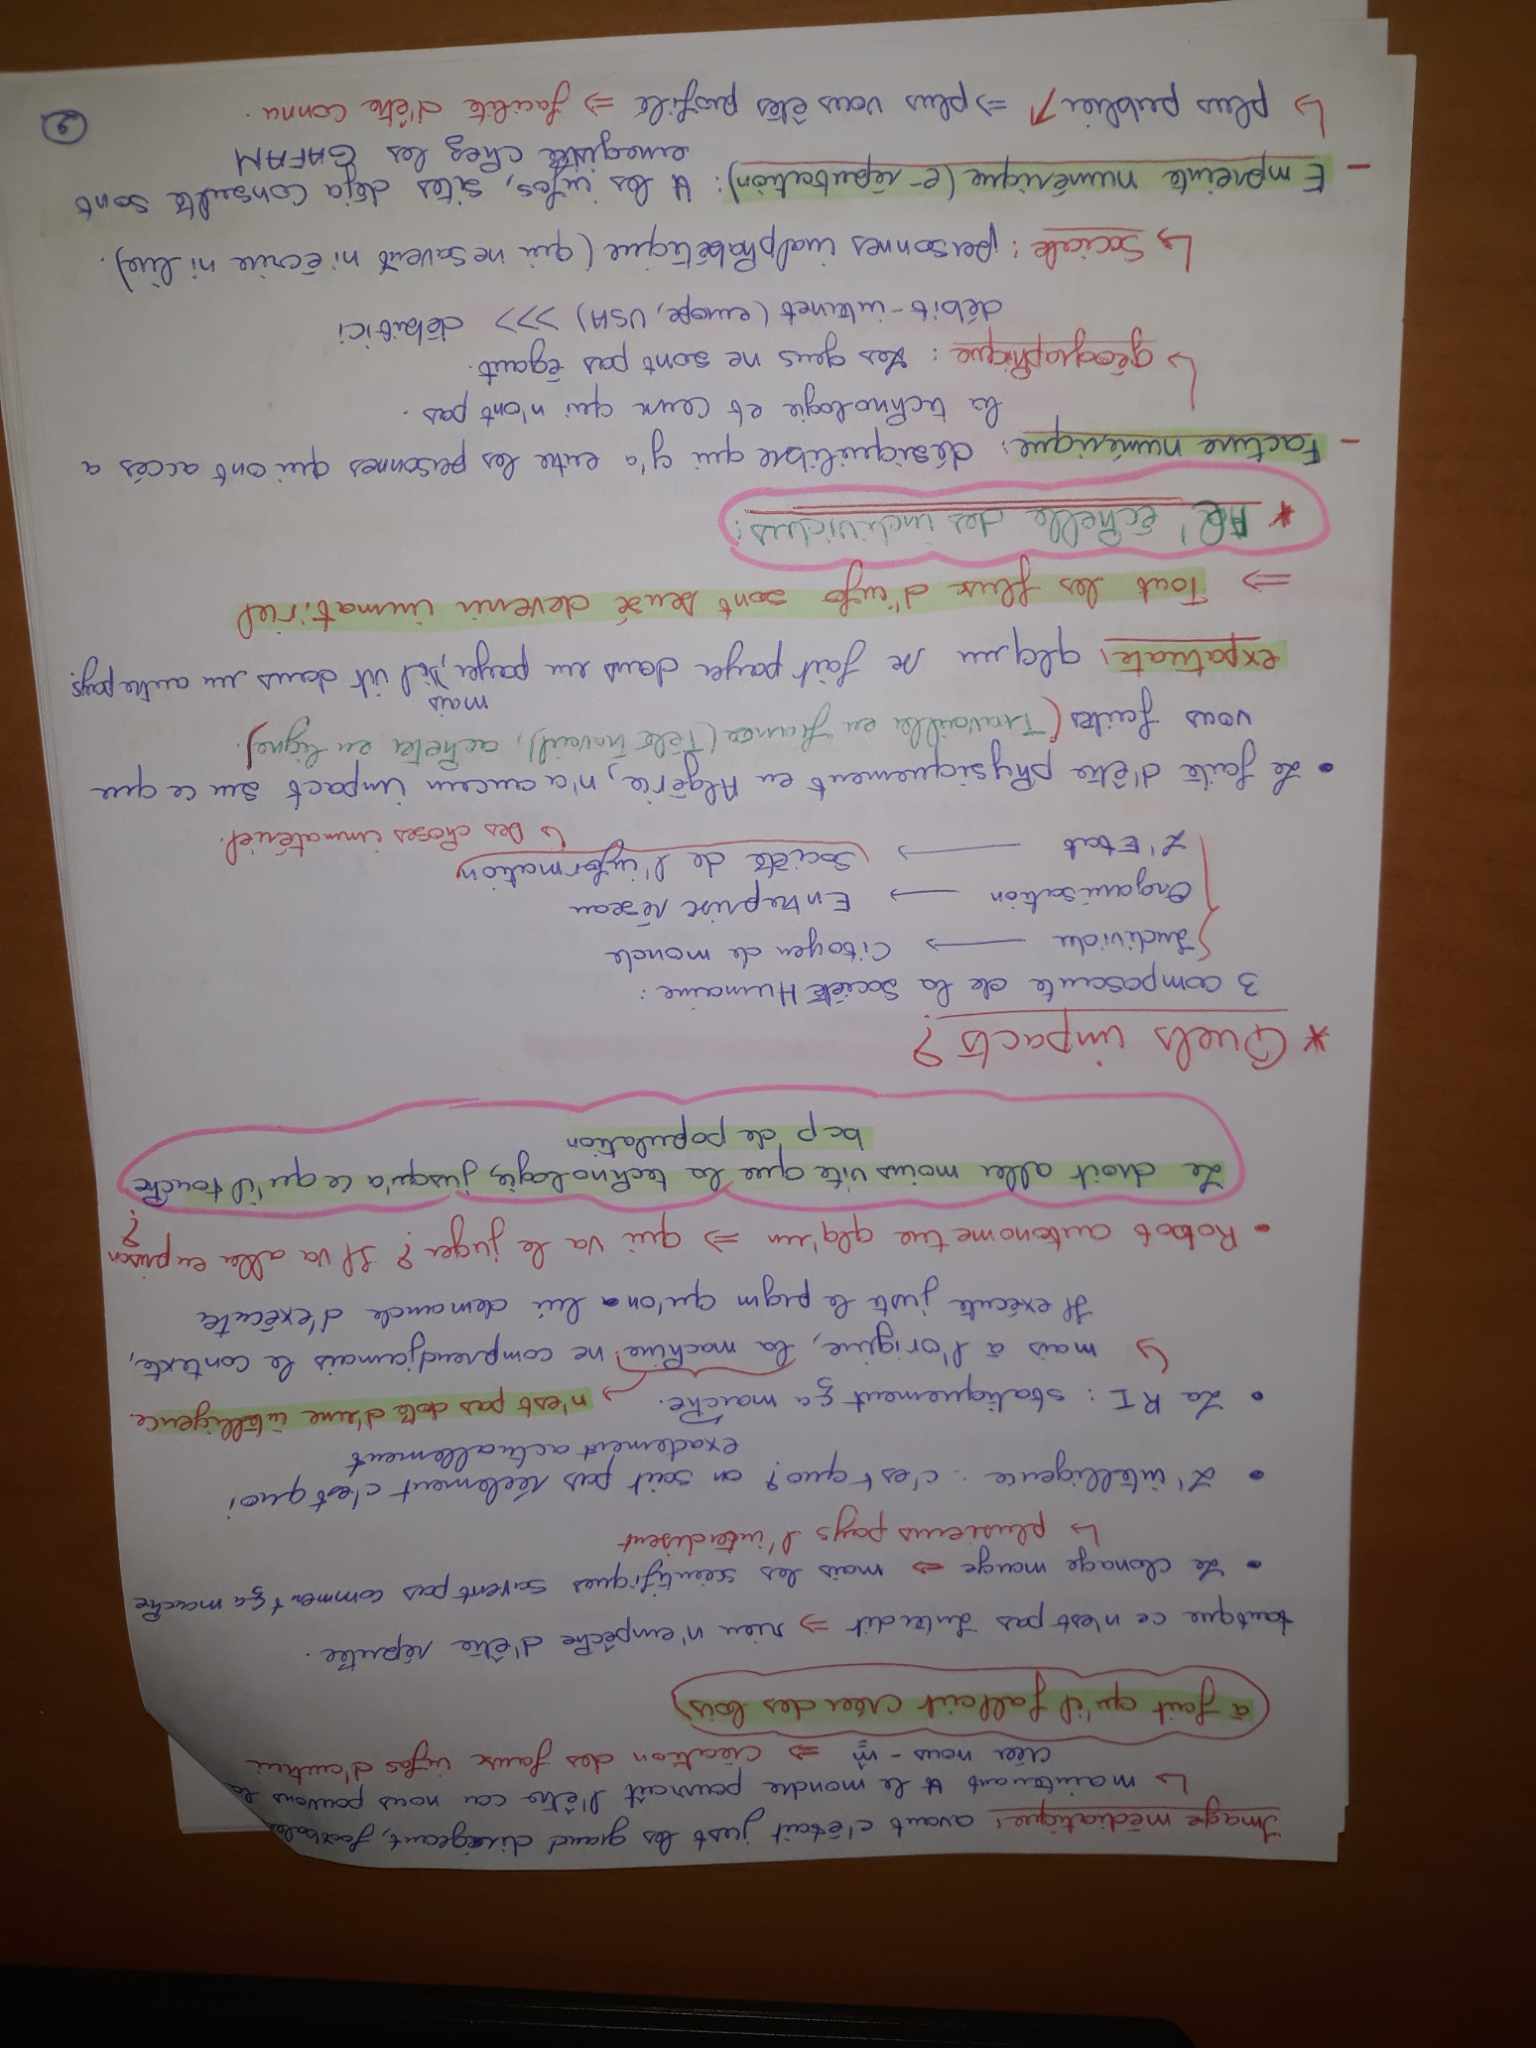 Image médiatique : avant c'était just les grand dirigeant,
↳ maintenant ∀ le mondre pourraît l'être car nous pouvons la
créer nous-m̂ ⇒ création des faux infos d'autrui
à fait qu'il fallait créer des lois
tantque ce n'est pas Interdit ⇒ rien n'empêche d'être réputée.
• Le clonage marge ⇒ mais les scientifiques savent pas comment ça marche
↳ plusieurs pays l'interdisent
• L'intelligence : c'est quo? on sait pas réelement c'est quoi
exactement actuallement
• La RI : statiquement ça marche. → n'est pas doté d'une intelligence.
↳ mais à l'origine, la machine ne comprend jamais le contexte,
Il exécute juste le prgm qu'on a lui demande d'exécuter
• Robot autonome tue qlq'un ⇒ qui va le juger ? Il va aller en prison ?
Le droit aller moins vite que la technologie, jusqu'a ce qu'il touche
bcp de population
* Quels impacts ?
3 composante de la Société Humaine :
Individu → Citoyen de monde
Organisation → Entreprise réseau
L'Etat → Société de l'information
↳ Des choses immatériel.
• Le faite d'être physiquement en Algérie, n'a aucun impact sur ce que
vous faites (Travailler en france (Télé travail), acheter en ligne).
expatriate : qlq un se fait payer dans un payer, mais il vit dans un autre pays.
⇒ Tout les flux d'info sont sensé devenir immatiriel
* A l'échelle des individus :
- Facture numérique : désiquilibre qui y'a entre les personnes qui ont accés a
la technologie et ceux qui n'ont pas.
↳ géographique : Les gens ne sont pas égaut.
débit-internet (europe, USA) >>> débit ici
↳ Sociale : personnes inalphabétique (qui ne savent ni écrire ni lire).
- Empreinte numérique (e-réputation) : ∀ les infos, sites déja consulté sont
enregistré chez les GAFAM
↳ plus publier ↗ ⇒ plus vous êtes profilé ⇒ facilite d'être connu.
2